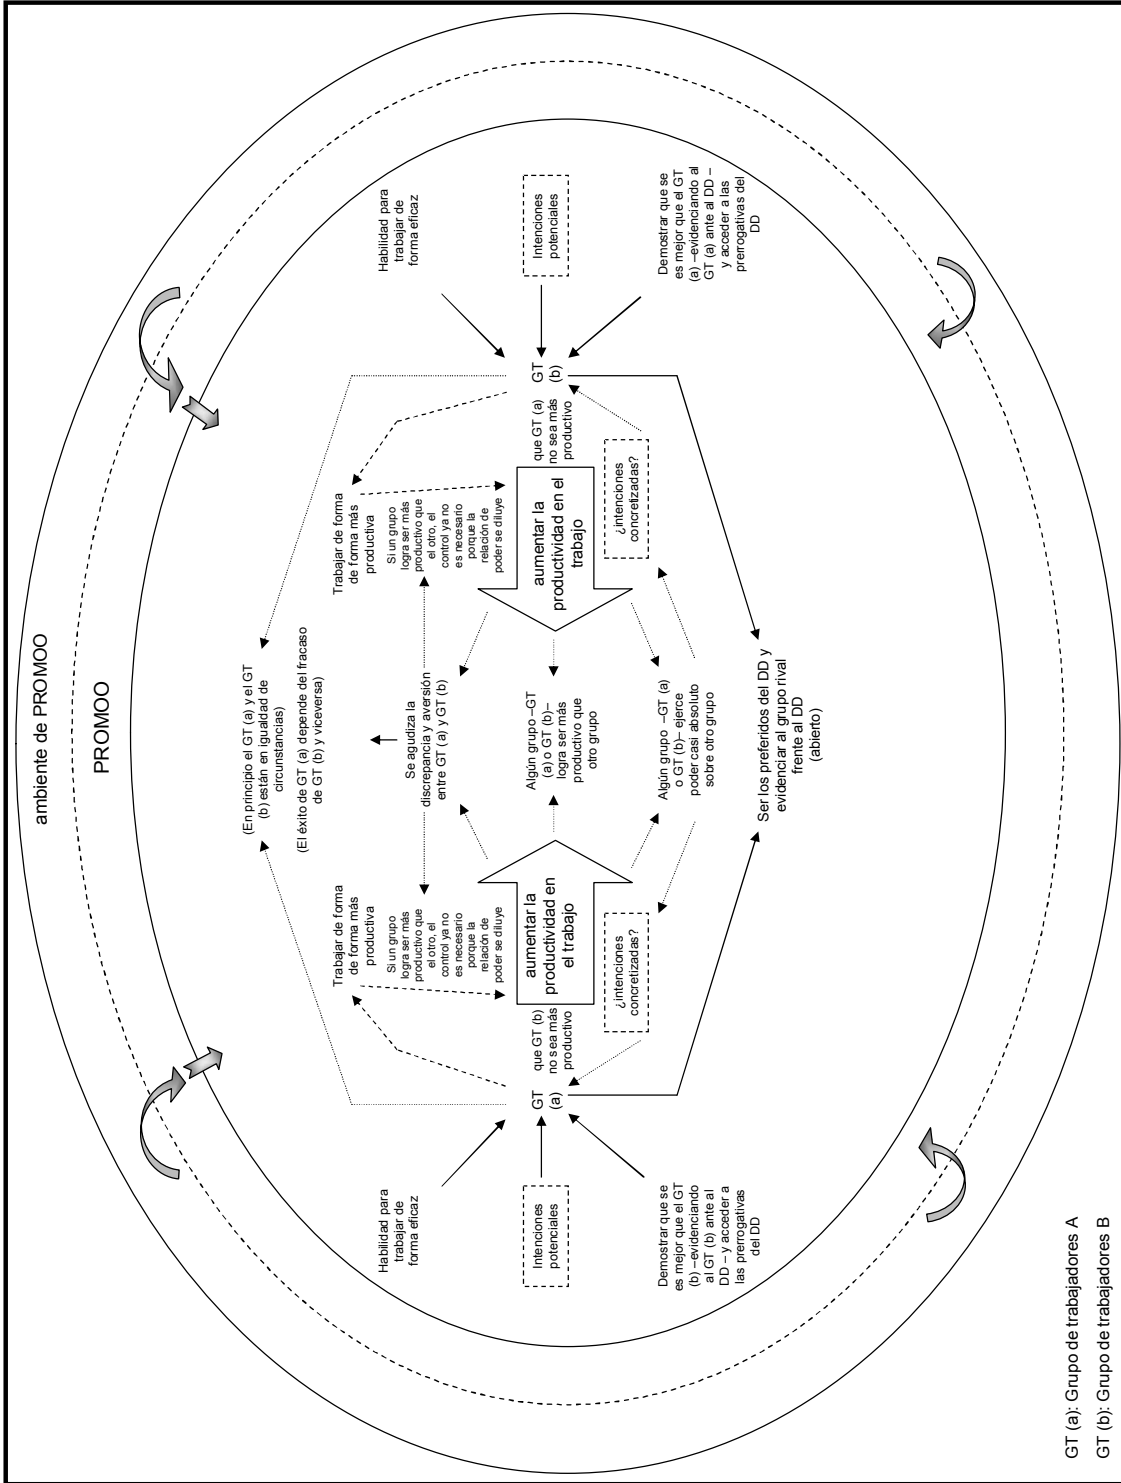 ambiente de PROMOO
PROMOO
(En principio el GT (a) y el GT
(b) están en igualdad de
circunstancias)
(El éxito de GT (a) depende del fracaso
de GT (b) y viceversa)
Habilidad para
trabajar de
forma eficaz
Trabajar de forma
de forma más
productiva
Si un grupo
logra ser más
productivo que
el otro, el
control ya no
es necesario
porque la
relación de
poder se diluye
Se agudiza la
discrepancia y aversión
entre GT (a) y GT (b)
Trabajar de forma
de forma más
productiva
Si un grupo
logra ser más
productivo que
el otro, el
control ya no
es necesario
porque la
relación de
poder se diluye
Habilidad para
trabajar de
forma eficaz
Intenciones
potenciales
GT
(a)
que GT (b)
no sea más
productivo
aumentar la
productividad en
el trabajo
Algún grupo –GT
(a) o GT (b)–
logra ser más
productivo que
otro grupo
aumentar la
productividad en el
trabajo
que GT (a)
no sea más
productivo
GT
(b)
Intenciones
potenciales
¿intenciones
concretizadas?
Algún grupo –GT (a)
o GT (b)– ejerce
poder casi absoluto
sobre otro grupo
¿intenciones
concretizadas?
Demostrar que se
es mejor que el GT
(b) –evidenciando
al GT (b) ante al
DD – y acceder a
las prerrogativas
del DD
Demostrar que se
es mejor que el GT
(a) –evidenciando al
GT (a) ante al DD –
y acceder a las
prerrogativas del
DD
Ser los preferidos del DD y
evidenciar al grupo rival
frente al DD
(abierto)
GT (a): Grupo de trabajadores A
GT (b): Grupo de trabajadores B